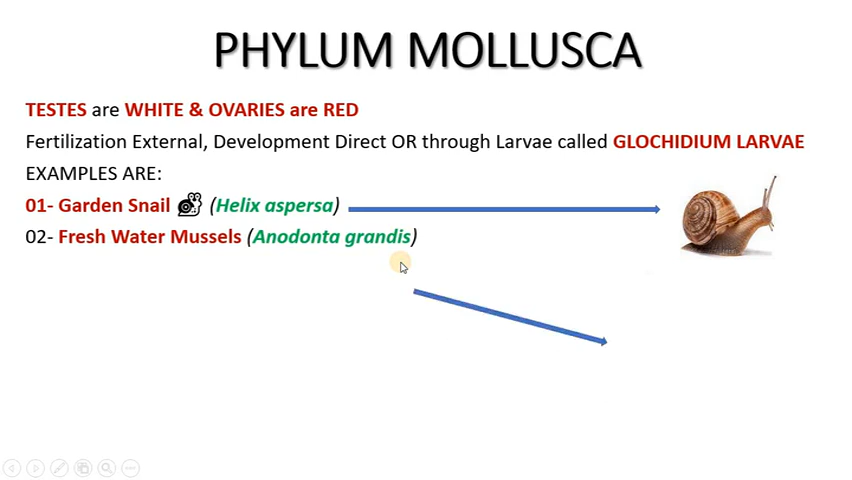 PHYLUM MOLLUSCA
TESTES are WHITE & OVARIES are RED
Fertilization External, Development Direct OR through Larvae called GLOCHIDIUM LARVAE
EXAMPLES ARE:
01- Garden Snail (Helix aspersa)
02- Fresh Water Mussels (Anodonta grandis)